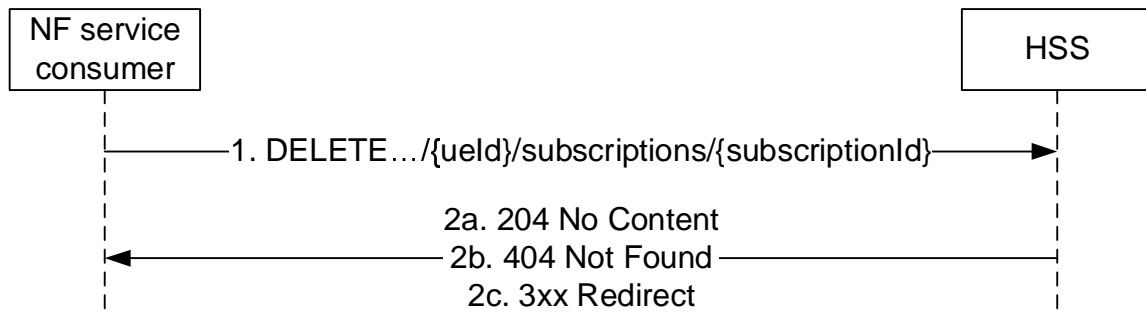 NF service
consumer
HSS
1. DELETE…/{ueId}/subscriptions/{subscriptionId}
2a. 204 No Content
2b. 404 Not Found
2c. 3xx Redirect